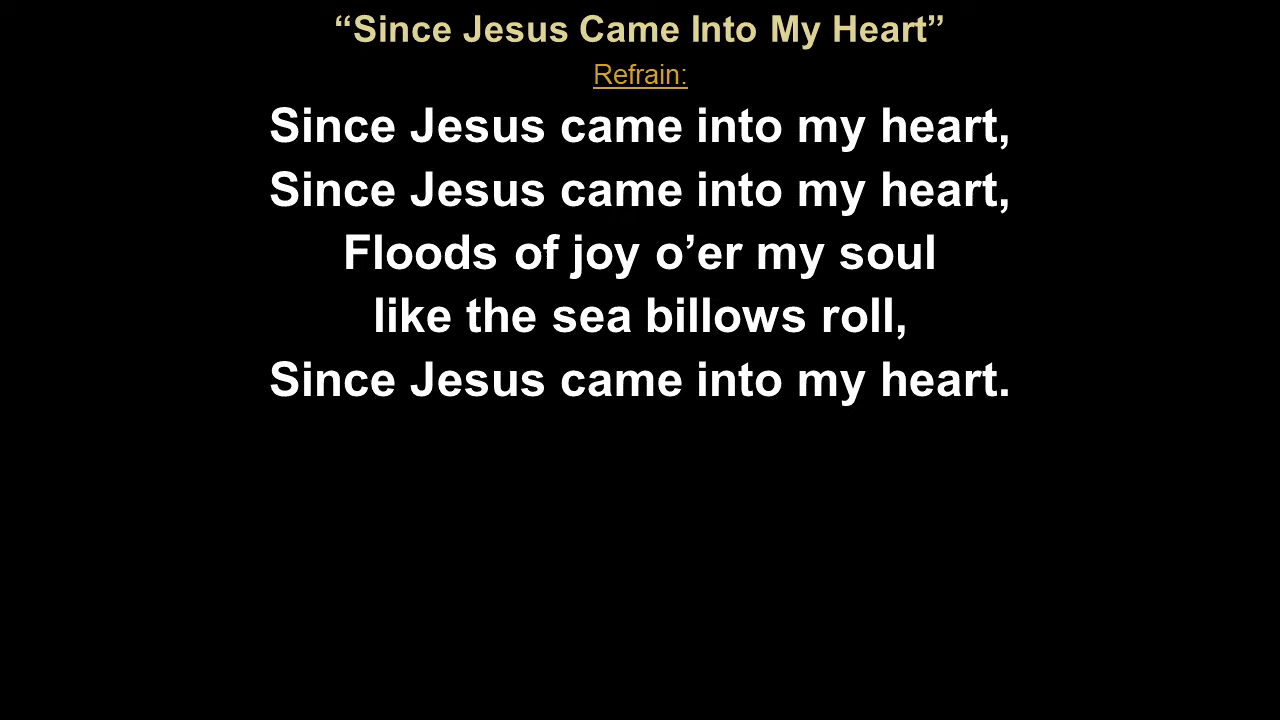 “Since Jesus Came Into My Heart”
Refrain:
Since Jesus came into my heart,
Since Jesus came into my heart,
Floods of joy o’er my soul
like the sea billows roll,
Since Jesus came into my heart.